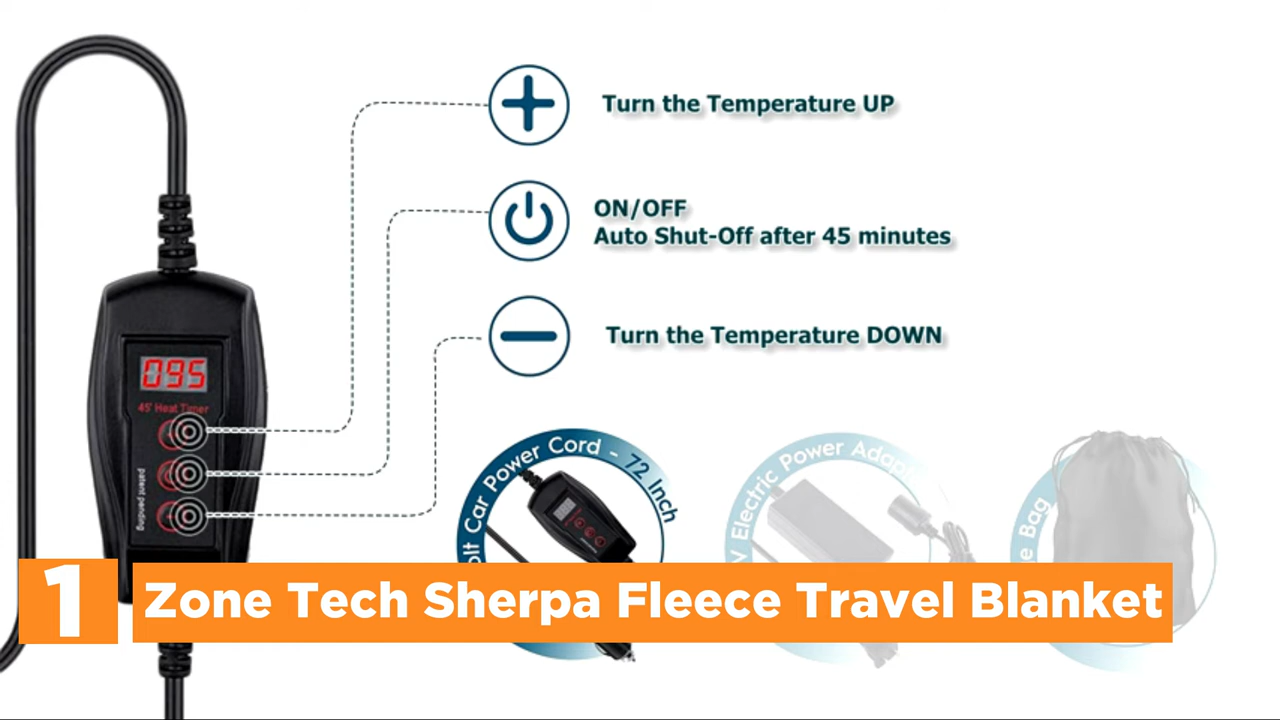 Turn the Temperature UP
ON/OFF
Auto Shut-Off after 45 minutes
Turn the Temperature DOWN
095
45' Heat Timer
patent pending
Car Power Cord - 72 Inch
Electric Power
Bag
1
Zone Tech Sherpa Fleece Travel Blanket